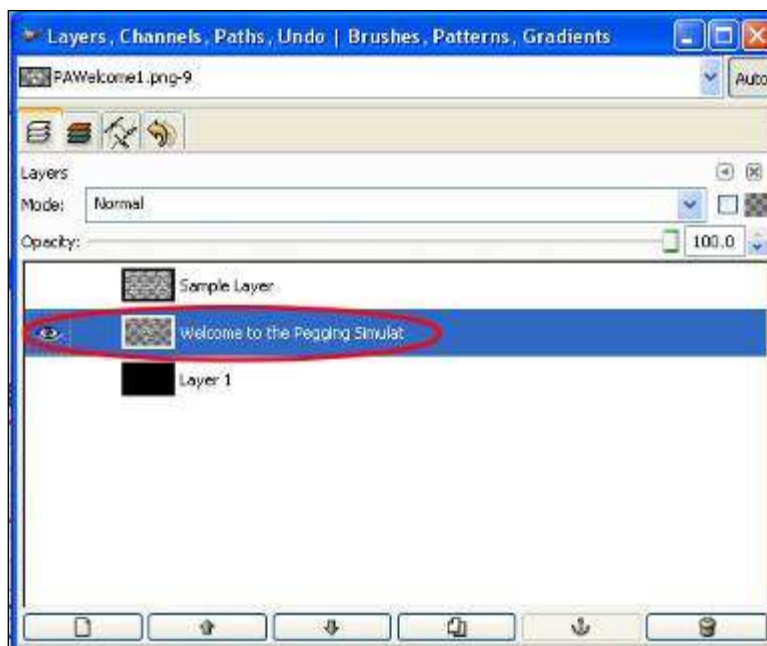 Layers, Channels, Paths, Undo | Brushes, Patterns, Gradients
PAWelcome1.png-9
Auto
Layers
Mode: Normal
Opacity: 100.0
Sample Layer
Welcome to the Pegging Simulat
Layer 1